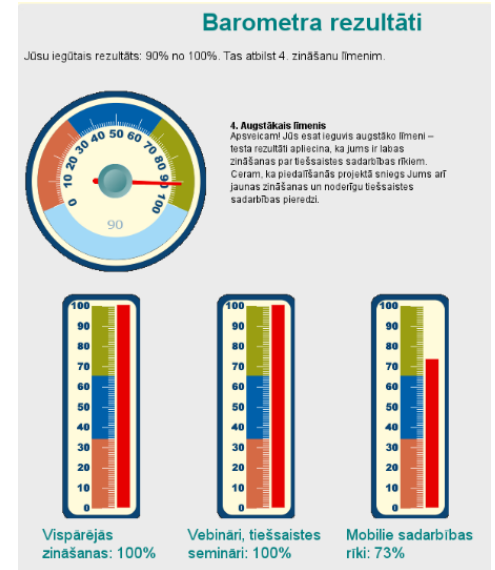 Barometra rezultāti
Jūsu iegūtais rezultāts: 90% no 100%. Tas atbilst 4. zināšanu līmenim.
0 10 20 30 40 50 60 70 80 90 100
90
4. Augstākais līmenis
Apsveicam! Jūs esat ieguvis augstāko līmeni –
testa rezultāti apliecina, ka jums ir labas
zināšanas par tiešsaistes sadarbības rīkiem.
Ceram, ka piedalīšanās projektā sniegs Jums arī
jaunas zināšanas un noderīgu tiešsaistes
sadarbības pieredzi.
100
90
80
70
60
50
40
30
20
10
0
Vispārējās
zināšanas: 100%
100
90
80
70
60
50
40
30
20
10
0
Vebināri, tiešsaistes
semināri: 100%
100
90
80
70
60
50
40
30
20
10
0
Mobilie sadarbības
rīki: 73%